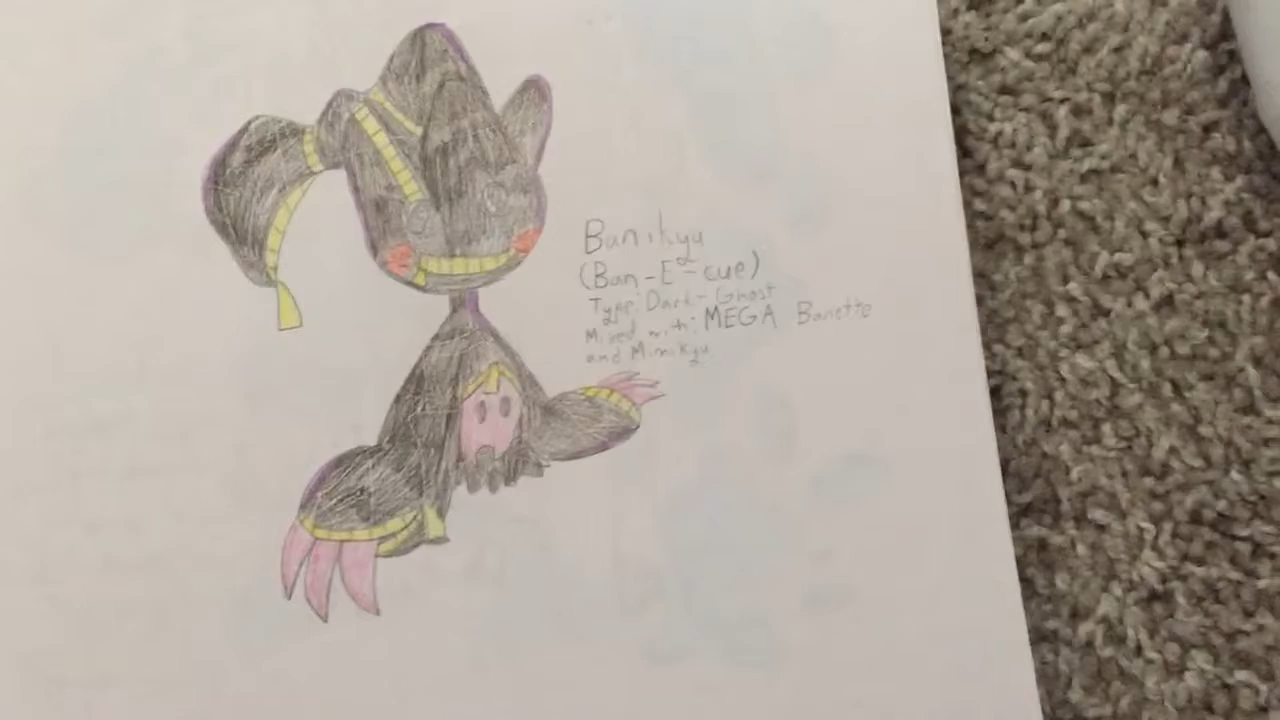 Banikyu
(Ban-E-cue)
Type: Dark-Ghost
Mixed with: MEGA Banette
and Mimikyu